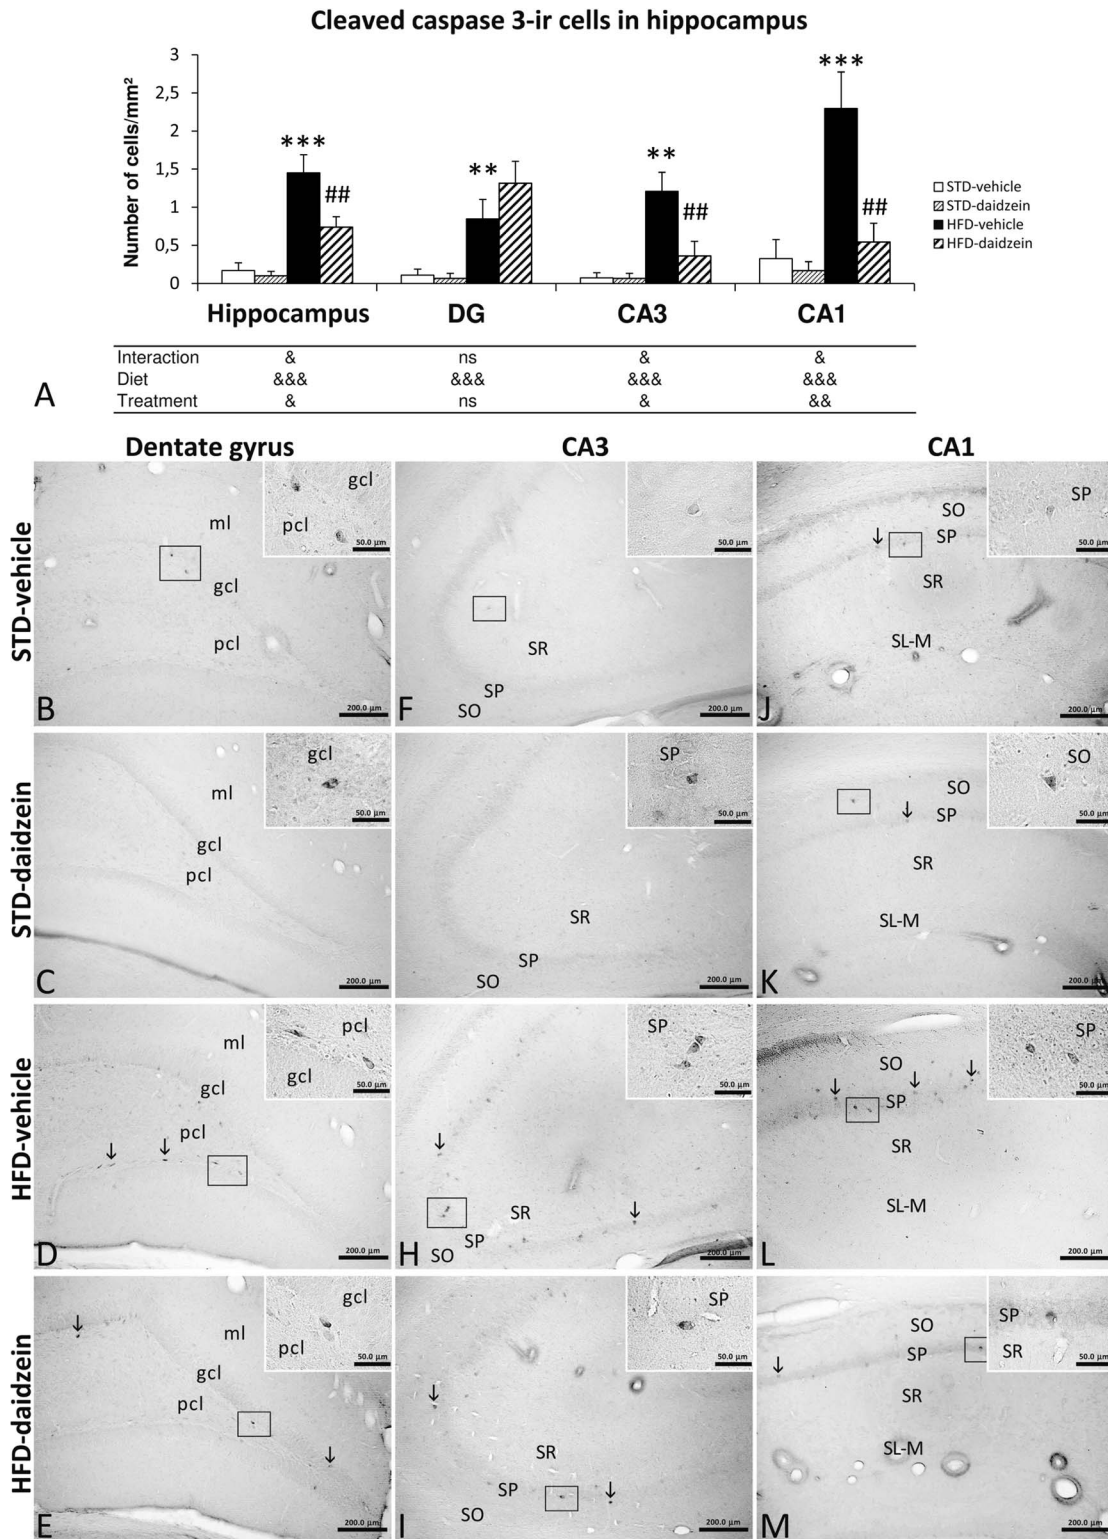 Cleaved caspase 3-ir cells in hippocampus
Number of cells/mm²
3
2,5
2
1,5
1
0,5
0
***
##
**
**
##
***
##
STD-vehicle
STD-daidzein
HFD-vehicle
HFD-daidzein
Hippocampus DG CA3 CA1
Interaction & ns & &
Diet &&& &&& &&& &&&
Treatment & ns & &&
A
Dentate gyrus CA3 CA1
STD-vehicle
gcl
pcl
50.0 µm
ml
gcl
pcl
B
200.0 µm
50.0 µm
SR
SP
SO
F
200.0 µm
SP
50.0 µm
SO
SP
SR
SL-M
J
200.0 µm
STD-daidzein
gcl
50.0 µm
ml
gcl
pcl
C
200.0 µm
SP
50.0 µm
SR
SP
SO
G
200.0 µm
SO
50.0 µm
SO
SP
SR
SL-M
K
200.0 µm
HFD-vehicle
pcl
gcl
50.0 µm
ml
gcl
pcl
D
200.0 µm
SP
50.0 µm
SR
SP
SO
H
200.0 µm
SP
50.0 µm
SO
SP
SR
SL-M
L
200.0 µm
HFD-daidzein
gcl
pcl
50.0 µm
ml
gcl
pcl
E
200.0 µm
SP
50.0 µm
SR
SP
SO
I
200.0 µm
SP
SR
50.0 µm
SO
SP
SR
SL-M
M
200.0 µm